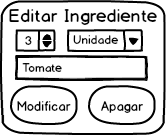 Editar Ingrediente
3 Unidade
Tomate
Modificar Apagar